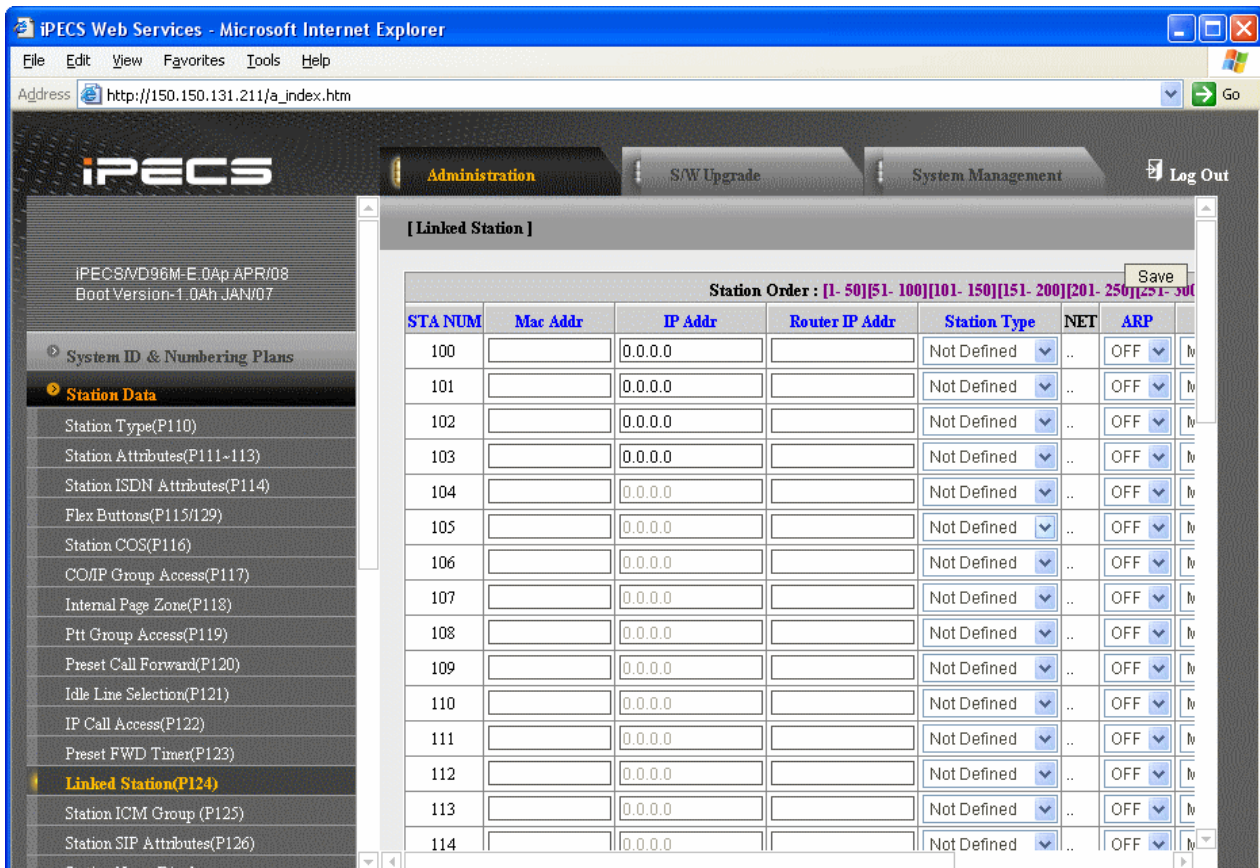 iPECS Web Services - Microsoft Internet Explorer
File Edit View Favorites Tools Help
Address http://150.150.131.211/a_index.htm Go
iPECS
Administration S/W Upgrade System Management Log Out
iPECS/VD96M-E.0Ap APR/08
Boot Version-1.0Ah JAN/07
System ID & Numbering Plans
Station Data
Station Type(P110)
Station Attributes(P111~113)
Station ISDN Attributes(P114)
Flex Buttons(P115/129)
Station COS(P116)
CO/IP Group Access(P117)
Internal Page Zone(P118)
Ptt Group Access(P119)
Preset Call Forward(P120)
Idle Line Selection(P121)
IP Call Access(P122)
Preset FWD Timer(P123)
Linked Station(P124)
Station ICM Group (P125)
Station SIP Attributes(P126)
[ Linked Station ]
Save
Station Order : [1- 50][51- 100][101- 150][151- 200][201- 250][251- 300
STA NUM Mac Addr IP Addr Router IP Addr Station Type NET ARP
100 0.0.0.0 Not Defined .. OFF
101 0.0.0.0 Not Defined .. OFF
102 0.0.0.0 Not Defined .. OFF
103 0.0.0.0 Not Defined .. OFF
104 0.0.0.0 Not Defined .. OFF
105 0.0.0.0 Not Defined .. OFF
106 0.0.0.0 Not Defined .. OFF
107 0.0.0.0 Not Defined .. OFF
108 0.0.0.0 Not Defined .. OFF
109 0.0.0.0 Not Defined .. OFF
110 0.0.0.0 Not Defined .. OFF
111 0.0.0.0 Not Defined .. OFF
112 0.0.0.0 Not Defined .. OFF
113 0.0.0.0 Not Defined .. OFF
114 0.0.0.0 Not Defined .. OFF